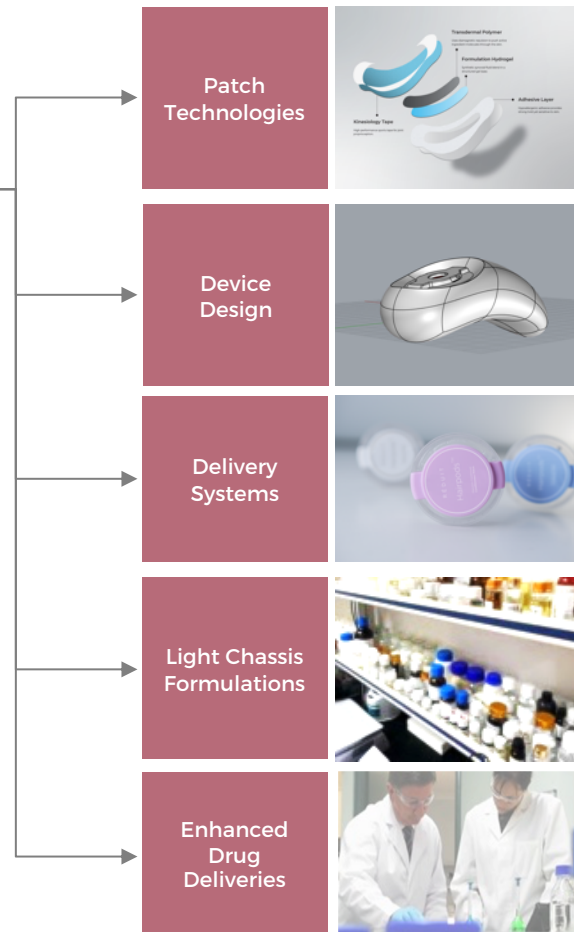 Patch
Technologies
Transdermal Polymer
Formulation Hydrogel
Adhesive Layer
Kinesiology Tape
Device
Design
Delivery
Systems
Light Chassis
Formulations
Enhanced
Drug
Deliveries